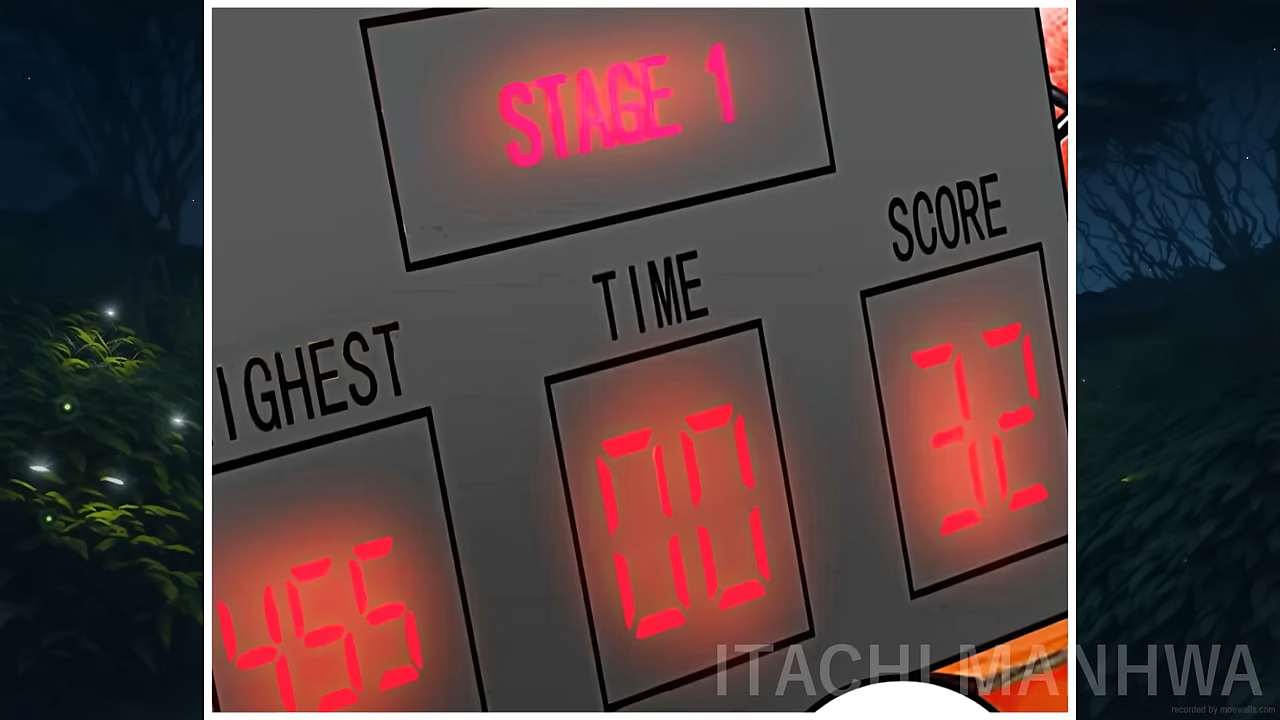 STAGE 1
SCORE
TIME
IGHEST
32
00
455
ITACHI MANHWA
recorded by moewalls.com